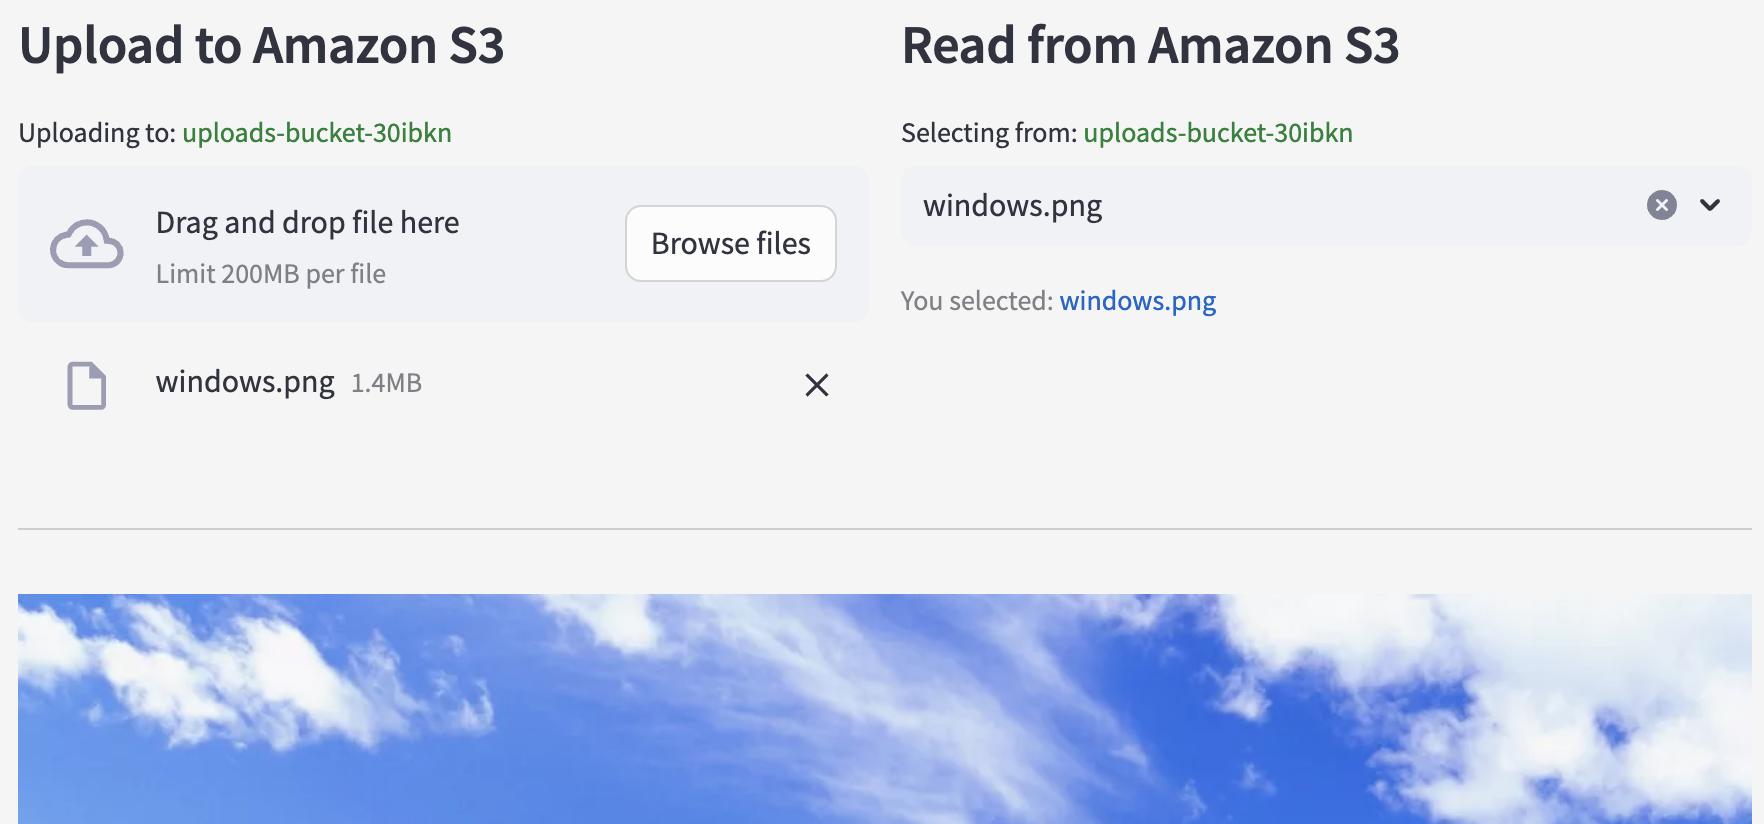 Upload to Amazon S3
Uploading to: uploads-bucket-30ibkn
Drag and drop file here
Limit 200MB per file
Browse files
windows.png 1.4MB
Read from Amazon S3
Selecting from: uploads-bucket-30ibkn
windows.png
You selected: windows.png